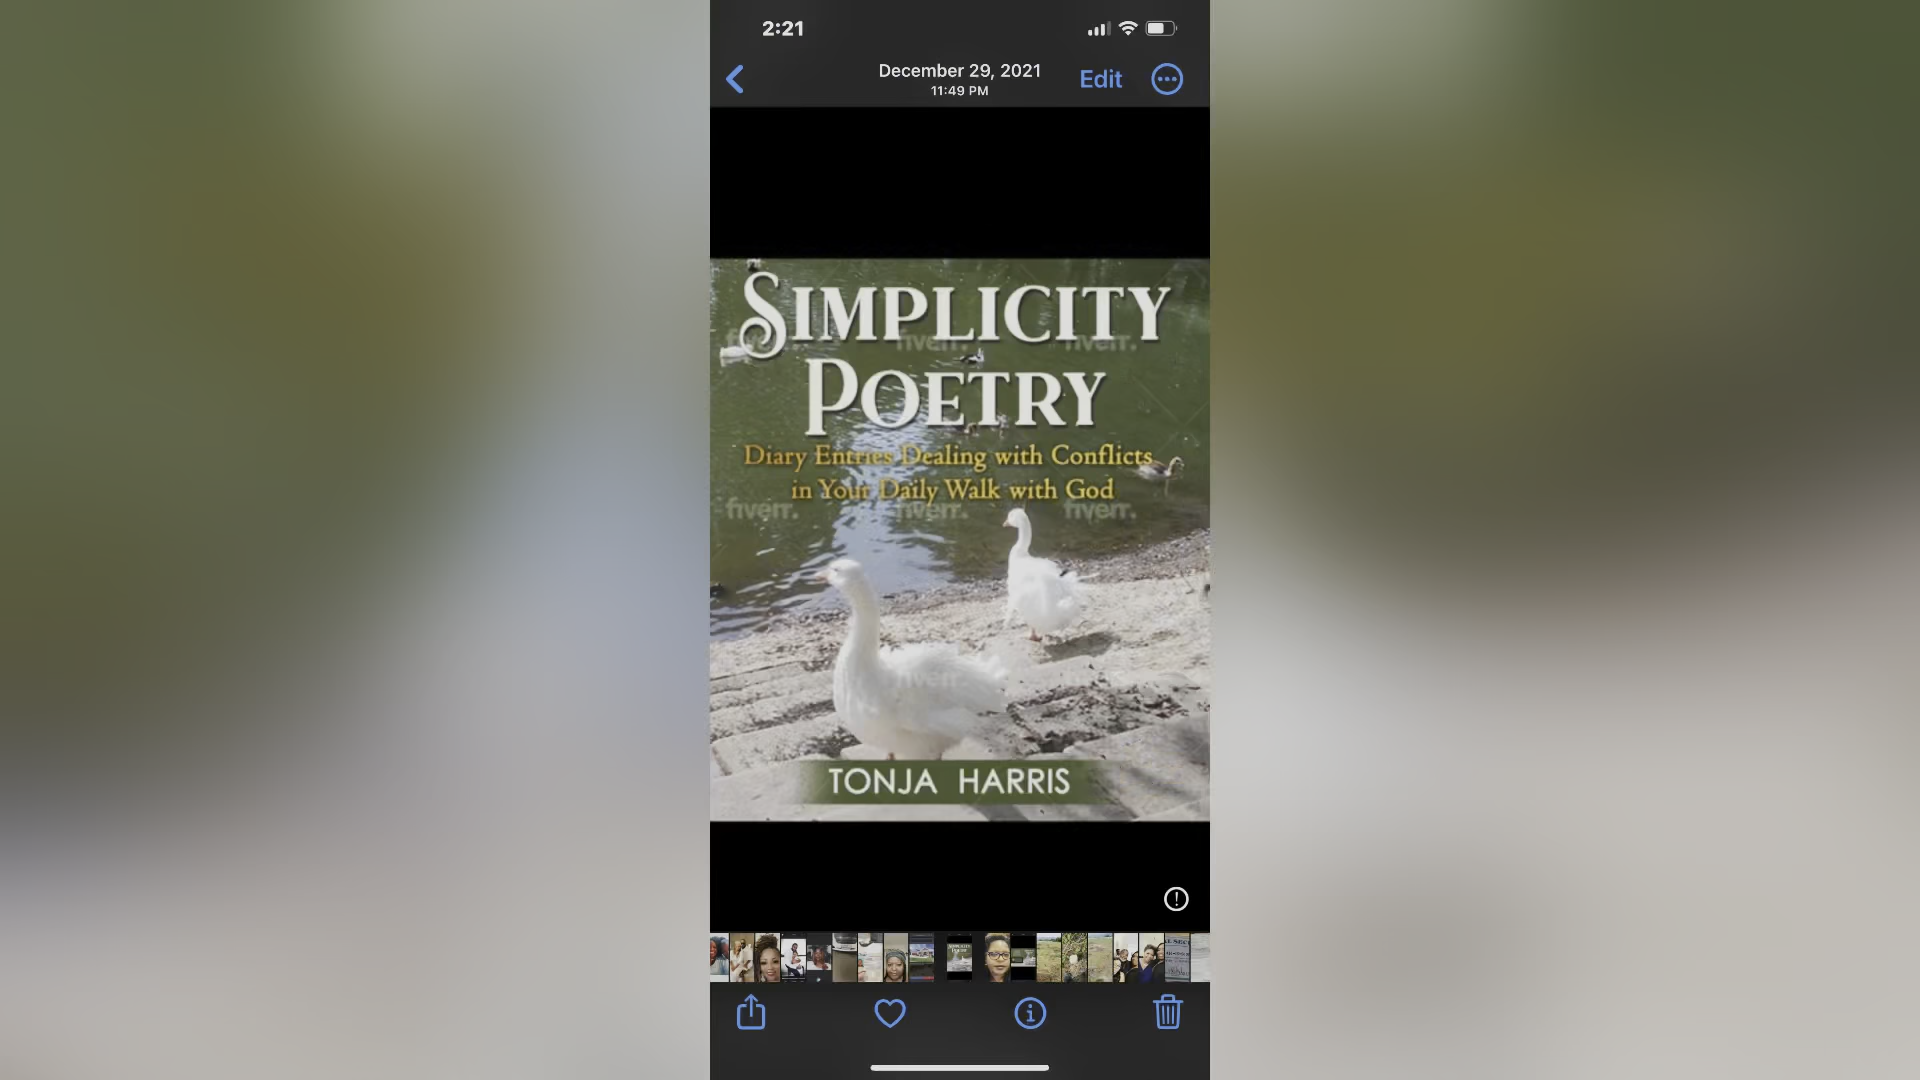 2:21
December 29, 2021
Edit
11:49 PM
SIMPLICITY
fiverr. fiverr.
POETRY
Diary Entries Dealing with Conflicts
in Your Daily Walk with God
fiverr. fiverr. fiverr.
fiverr.
TONJA HARRIS